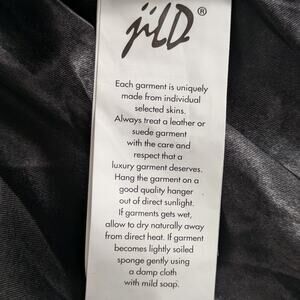 jiLD®
Each garment is uniquely
made from individual
selected skins.
Always treat a leather or
suede garment
with the care and
respect that a
luxury garment deserves.
Hang the garment on a
good quality hanger
out of direct sunlight.
If garments gets wet,
allow to dry naturally away
from direct heat. If garment
becomes lightly soiled
sponge gently using
a damp cloth
with mild soap.